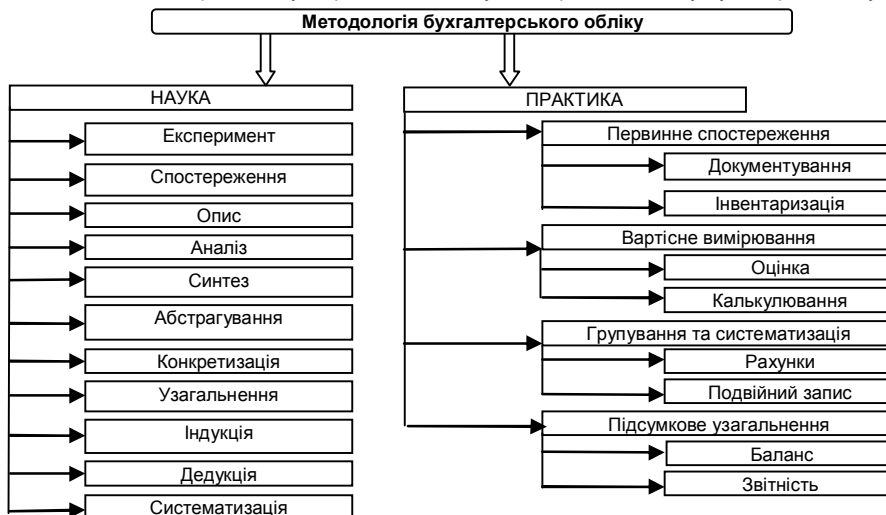 Методологія бухгалтерського обліку
НАУКА
Експеримент
Спостереження
Опис
Аналіз
Синтез
Абстрагування
Конкретизація
Узагальнення
Індукція
Дедукція
Систематизація
ПРАКТИКА
Первинне спостереження
Документування
Інвентаризація
Вартісне вимірювання
Оцінка
Калькулювання
Групування та систематизація
Рахунки
Подвійний запис
Підсумкове узагальнення
Баланс
Звітність